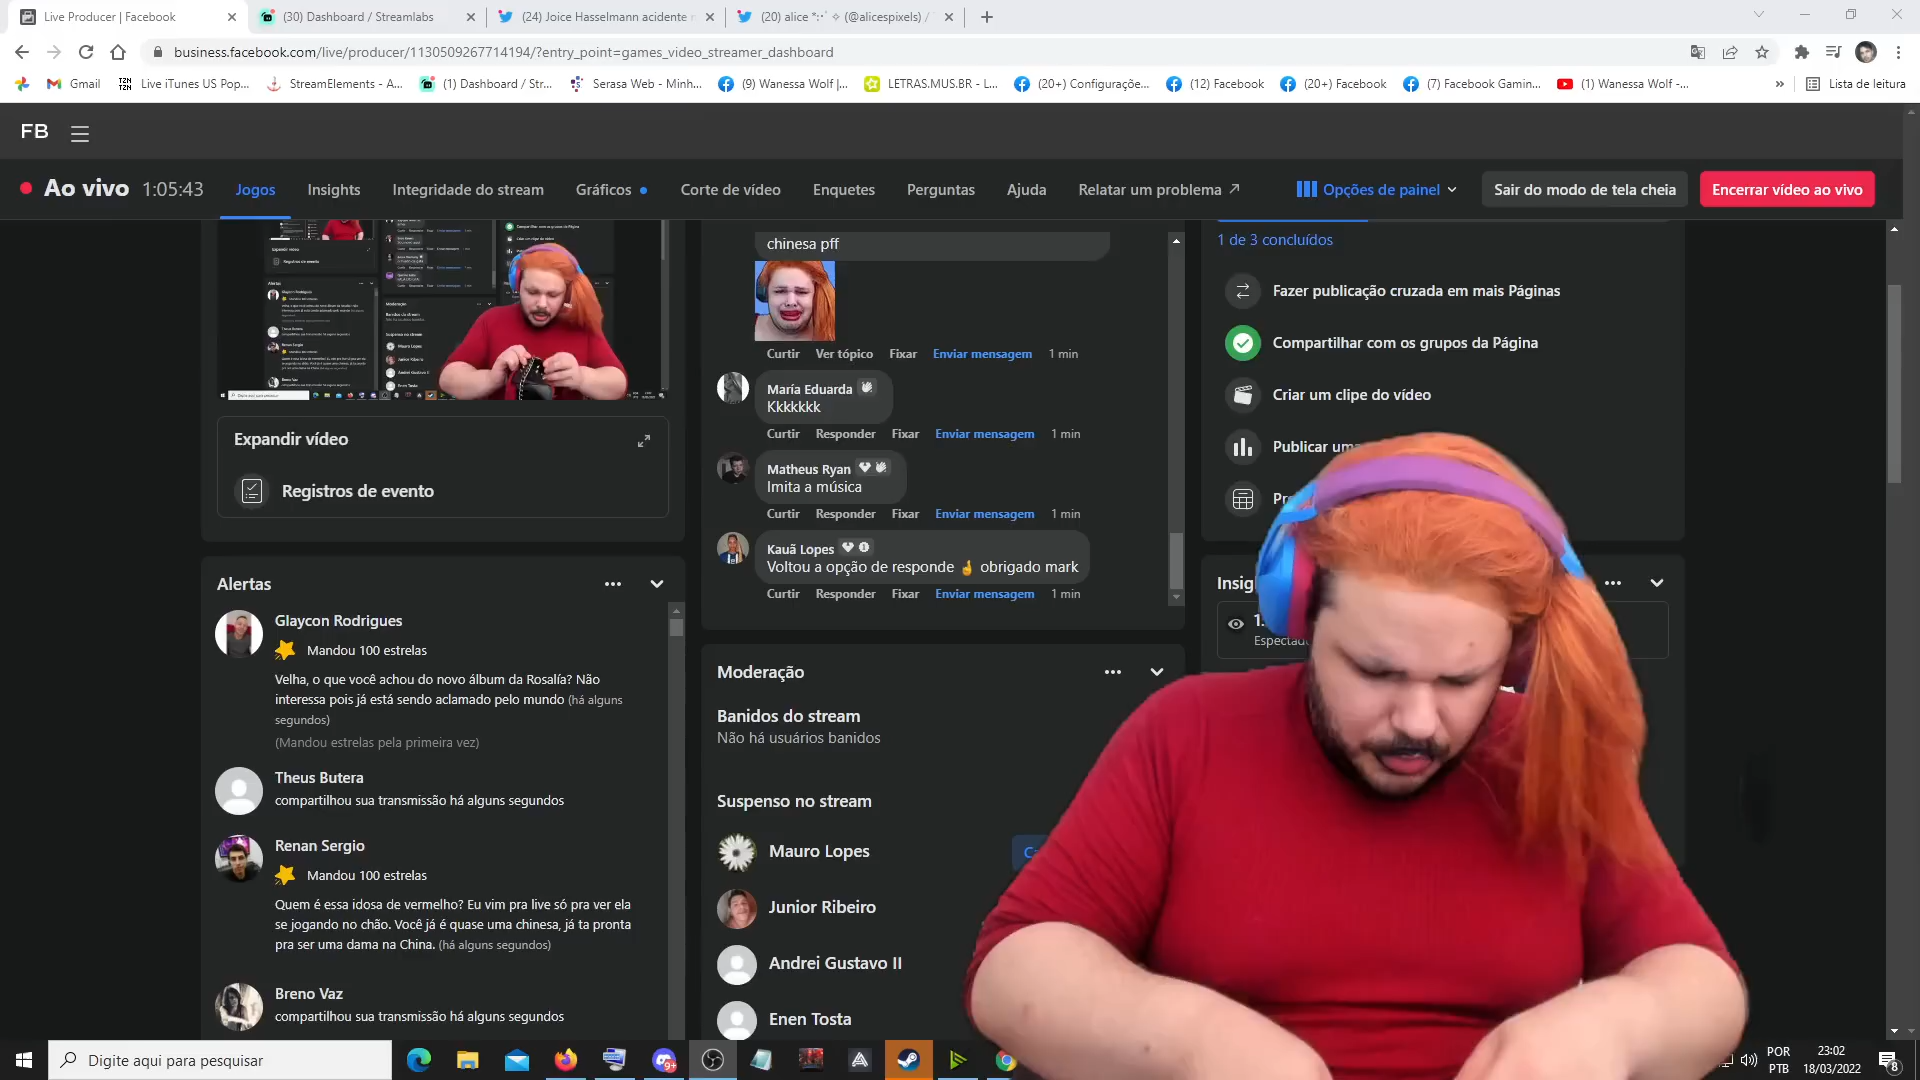 Live Producer | Facebook
(30) Dashboard / Streamlabs
(24) Joice Hasselmann acidente
(20) alice *:･ﾟ✧ (@alicespixels) /
business.facebook.com/live/producer/1130509267714194/?entry_point=games_video_streamer_dashboard
Gmail
TZN
Live iTunes US Pop...
StreamElements - A...
(1) Dashboard / Str...
Serasa Web - Minh...
(9) Wanessa Wolf |...
LETRAS.MUS.BR - L...
(20+) Configuraçõe...
(12) Facebook
(20+) Facebook
(7) Facebook Gamin...
(1) Wanessa Wolf -...
»
Lista de leitura
FB
Ao vivo 1:05:43
Jogos
Insights
Integridade do stream
Gráficos
Corte de vídeo
Enquetes
Perguntas
Ajuda
Relatar um problema
Opções de painel
Sair do modo de tela cheia
Encerrar vídeo ao vivo
Expandir vídeo
Registros de evento
Alertas
Glaycon Rodrigues
Mandou 100 estrelas
Velha, o que você achou do novo álbum da Rosalía? Não
interessa pois já está sendo aclamado pelo mundo (há alguns
segundos)
(Mandou estrelas pela primeira vez)
Theus Butera
compartilhou sua transmissão há alguns segundos
Renan Sergio
Mandou 100 estrelas
Quem é essa idosa de vermelho? Eu vim pra live só pra ver ela
se jogando no chão. Você já é quase uma chinesa, já ta pronta
pra ser uma dama na China. (há alguns segundos)
Breno Vaz
compartilhou sua transmissão há alguns segundos
chinesa pff
Curtir Ver tópico Fixar Enviar mensagem 1 min
María Eduarda
Kkkkkkk
Curtir Responder Fixar Enviar mensagem 1 min
Matheus Ryan
Imita a música
Curtir Responder Fixar Enviar mensagem 1 min
Kauã Lopes
Voltou a opção de responde 🤞 obrigado mark
Curtir Responder Fixar Enviar mensagem 1 min
Moderação
Banidos do stream
Não há usuários banidos
Suspenso no stream
Mauro Lopes
Junior Ribeiro
Andrei Gustavo II
Enen Tosta
1 de 3 concluídos
Fazer publicação cruzada em mais Páginas
Compartilhar com os grupos da Página
Criar um clipe do vídeo
Publicar
Digite aqui para pesquisar
9+
POR
PTB
23:02
18/03/2022
8